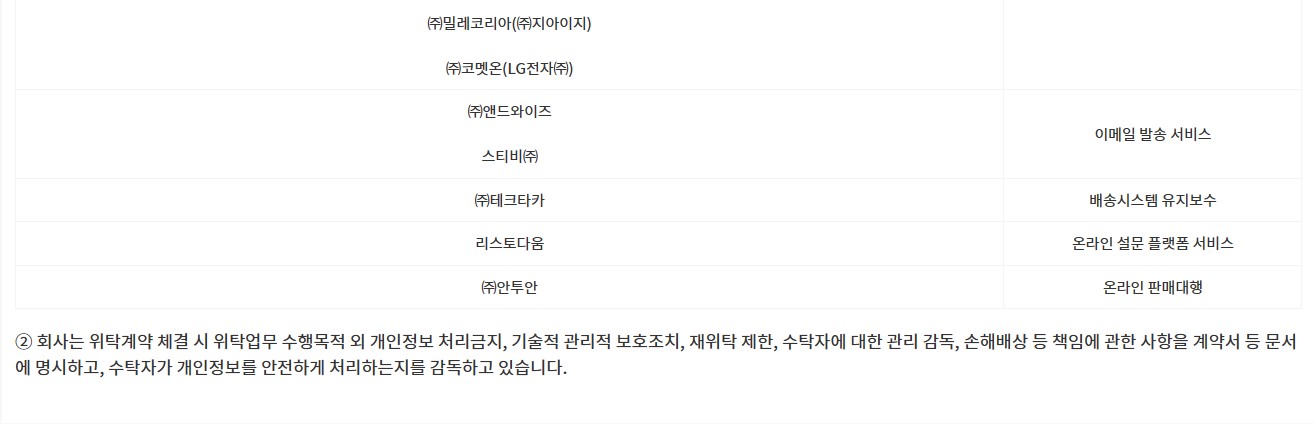 ㈜밀레코리아(㈜지아이지)
㈜코멧온(LG전자㈜)
㈜앤드와이즈
스티비㈜
이메일 발송 서비스
㈜테크타카
배송시스템 유지보수
리스토다움
온라인 설문 플랫폼 서비스
㈜안투안
온라인 판매대행
② 회사는 위탁계약 체결 시 위탁업무 수행목적 외 개인정보 처리금지, 기술적 관리적 보호조치, 재위탁 제한, 수탁자에 대한 관리 감독, 손해배상 등 책임에 관한 사항을 계약서 등 문서
에 명시하고, 수탁자가 개인정보를 안전하게 처리하는지를 감독하고 있습니다.